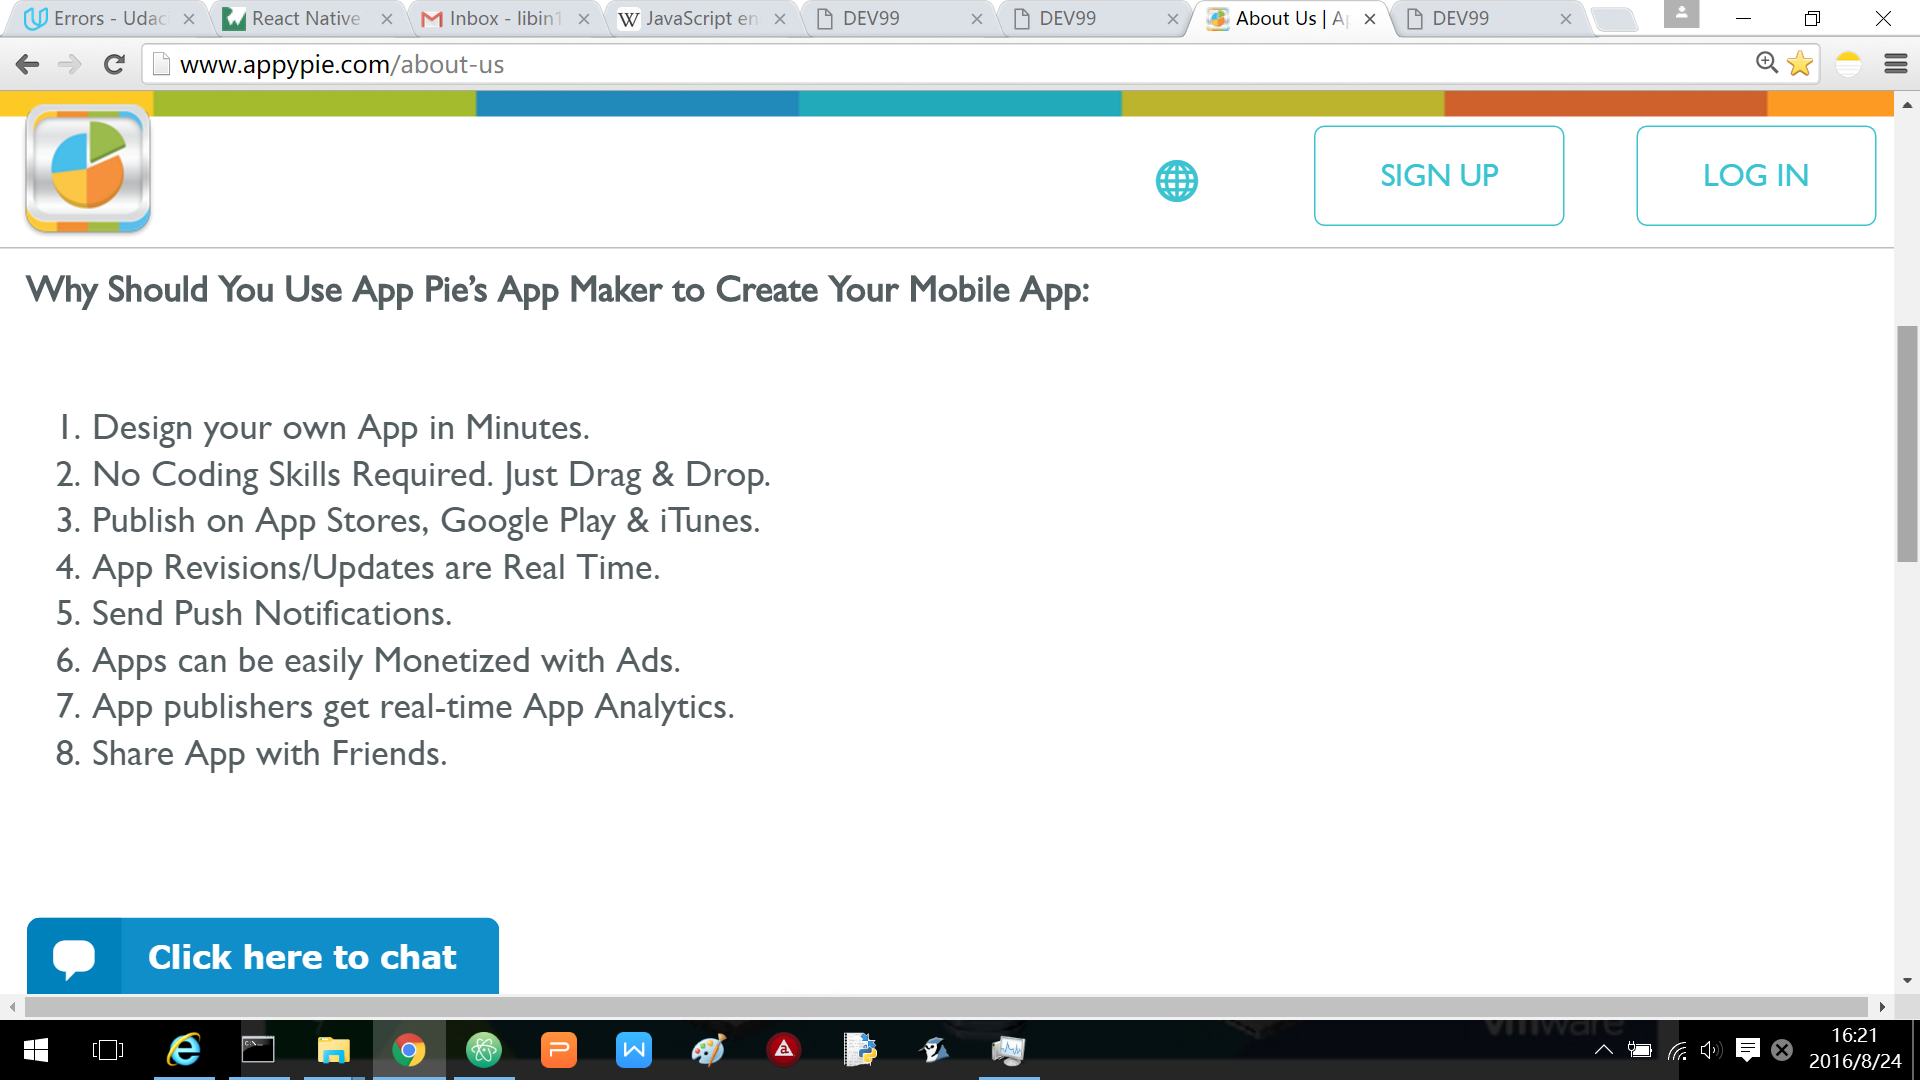 Errors - Udac
React Native
Inbox - libin1
JavaScript en
DEV99
DEV99
About Us | Ap
DEV99
www.appypie.com/about-us
SIGN UP
LOG IN
Why Should You Use App Pie’s App Maker to Create Your Mobile App:
1. Design your own App in Minutes.
2. No Coding Skills Required. Just Drag & Drop.
3. Publish on App Stores, Google Play & iTunes.
4. App Revisions/Updates are Real Time.
5. Send Push Notifications.
6. Apps can be easily Monetized with Ads.
7. App publishers get real-time App Analytics.
8. Share App with Friends.
Click here to chat
vmware
16:21
2016/8/24